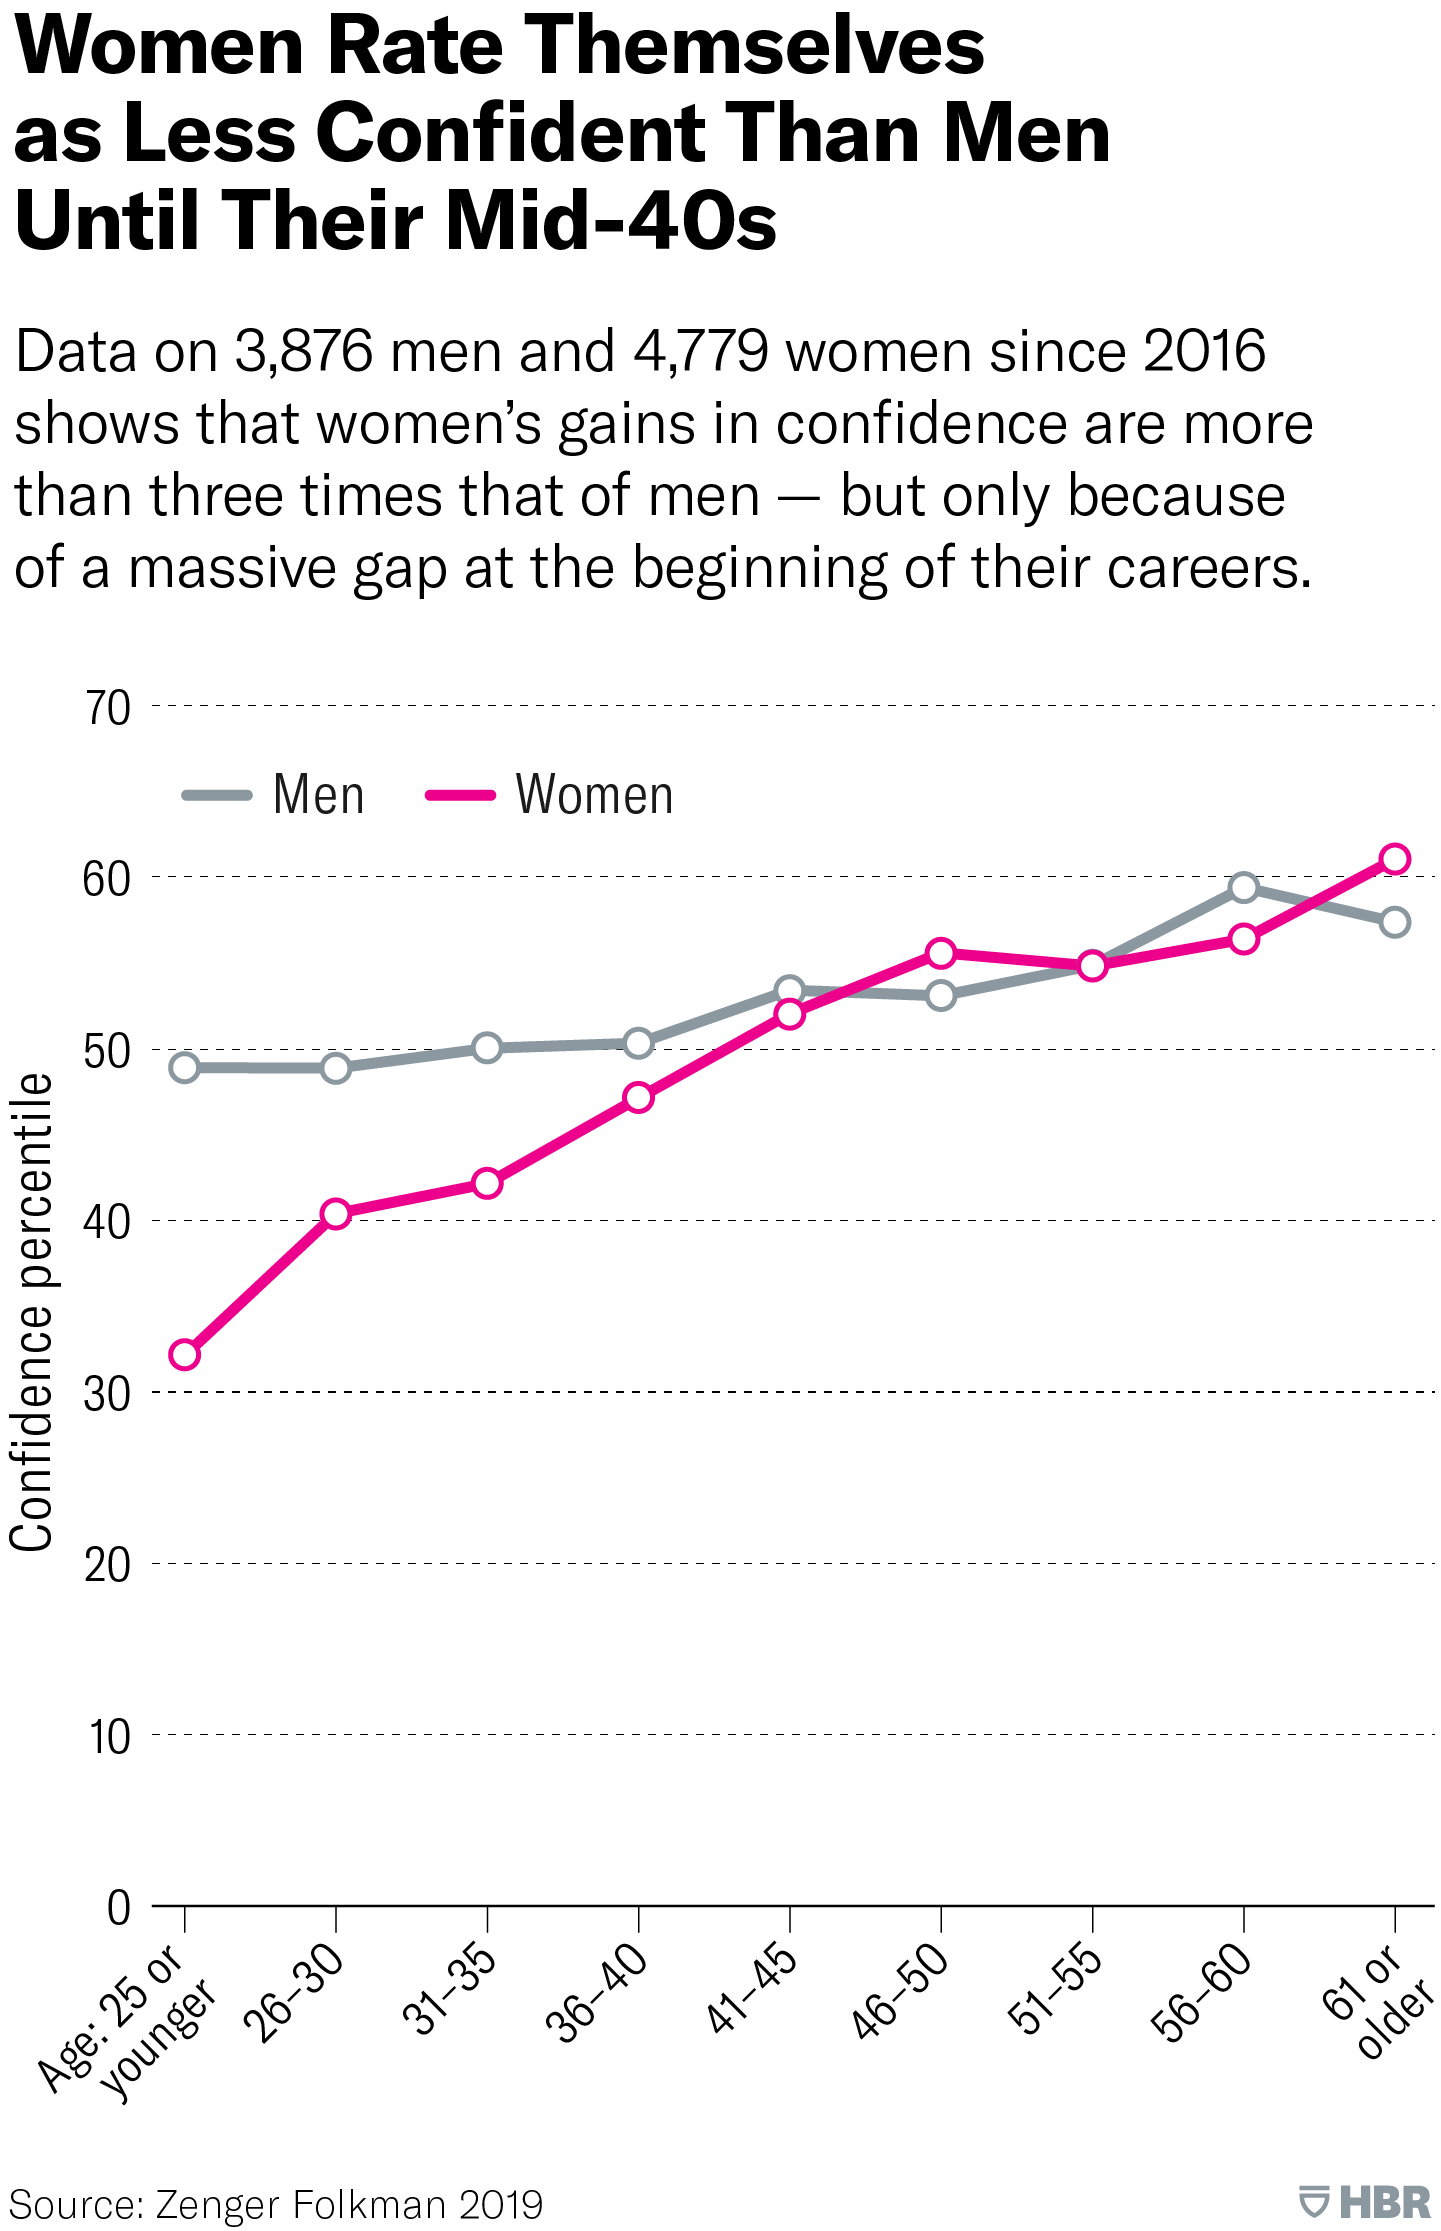 Women Rate Themselves
as Less Confident Than Men
Until Their Mid-40s
Data on 3,876 men and 4,779 women since 2016
shows that women’s gains in confidence are more
than three times that of men — but only because
of a massive gap at the beginning of their careers.
70
Men
Women
60
50
40
30
20
10
0
Confidence percentile
Age: 25 or
younger
26–30
31–35
36–40
41–45
46–50
51–55
56–60
61 or
older
Source: Zenger Folkman 2019
HBR